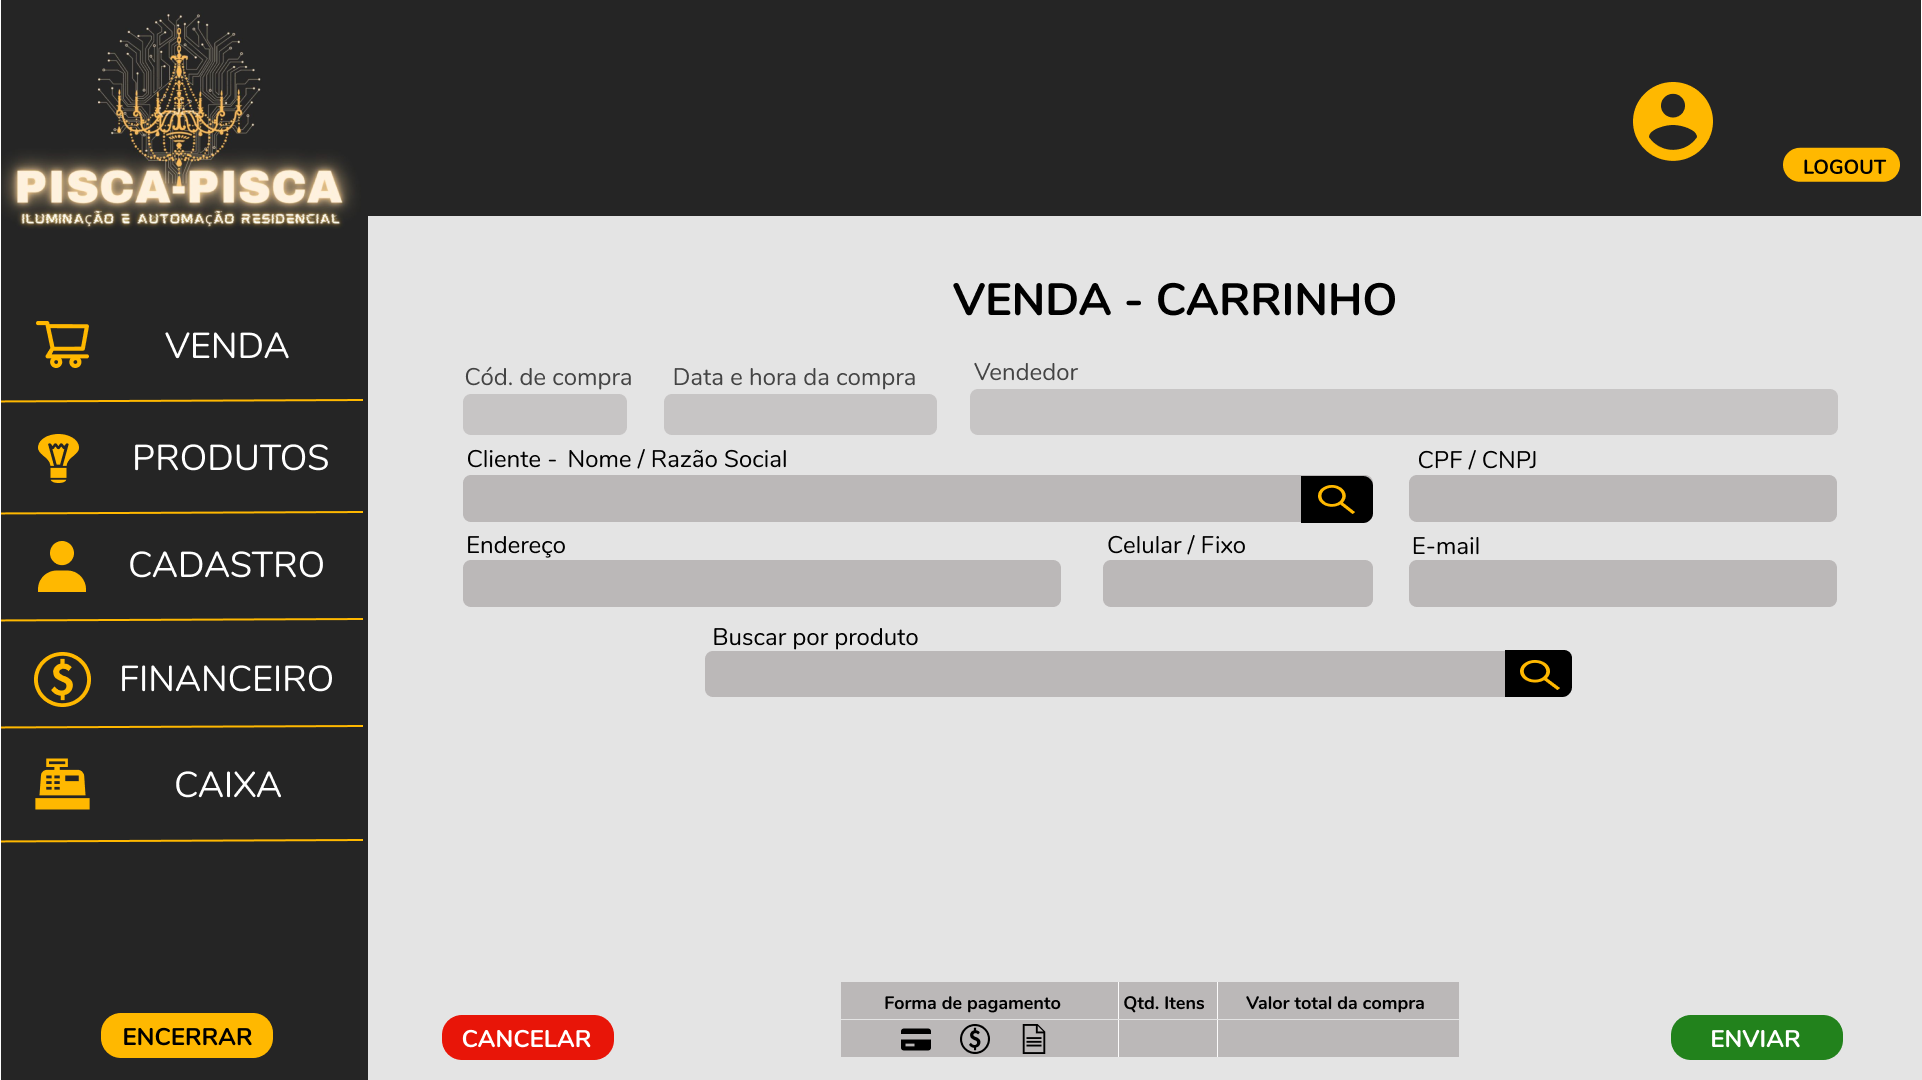 PISCA-PISCA
ILUMINAÇÃO E AUTOMAÇÃO RESIDENCIAL
LOGOUT
VENDA
PRODUTOS
CADASTRO
FINANCEIRO
CAIXA
ENCERRAR
VENDA - CARRINHO
Cód. de compra
Data e hora da compra
Vendedor
Cliente - Nome / Razão Social
CPF / CNPJ
Endereço
Celular / Fixo
E-mail
Buscar por produto
Forma de pagamento
Qtd. Itens
Valor total da compra
CANCELAR
ENVIAR